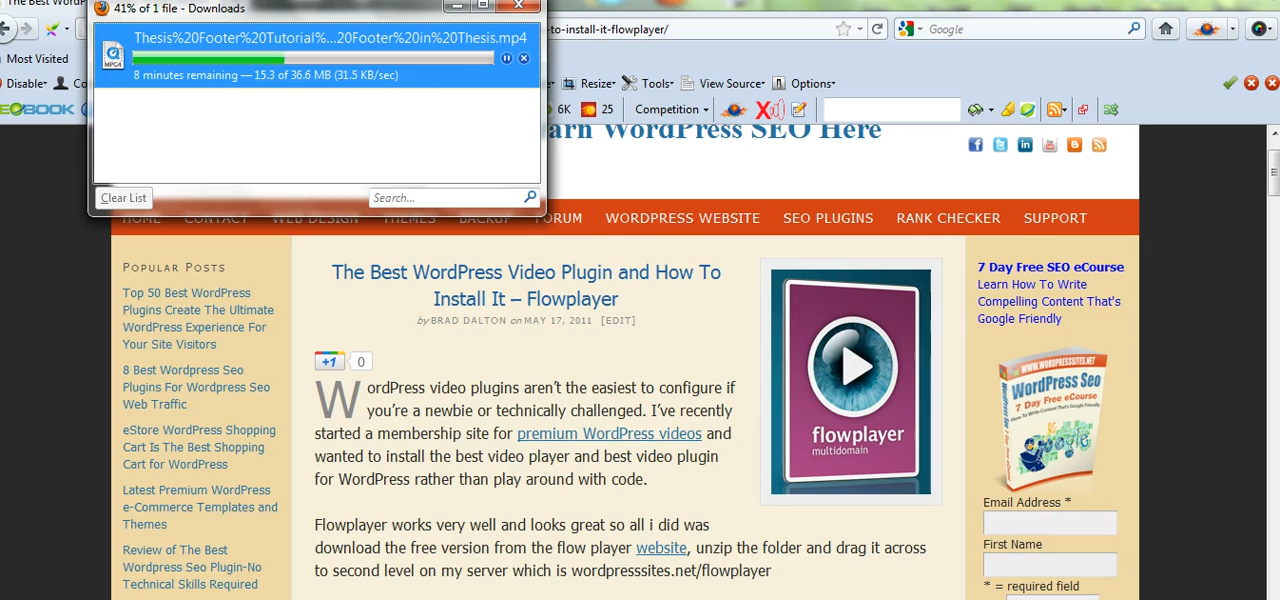 The Best WordP
41% of 1 file - Downloads
Thesis%20Footer%20Tutorial%...20Footer%20in%20Thesis.mp4
MPC4
8 minutes remaining — 15.3 of 36.6 MB (31.5 KB/sec)
Clear List
Search...
-to-install-it-flowplayer/
Google
Most Visited
Disable
Resize
Tools
View Source
Options
6K
25
Competition
arn WordPress SEO Here
HOME
CONTACT
WEB DESIGN
THEMES
BACKUP
FORUM
WORDPRESS WEBSITE
SEO PLUGINS
RANK CHECKER
SUPPORT
Popular Posts
Top 50 Best WordPress
Plugins Create The Ultimate
WordPress Experience For
Your Site Visitors
8 Best Wordpress Seo
Plugins For Wordpress Seo
Web Traffic
eStore WordPress Shopping
Cart Is The Best Shopping
Cart for WordPress
Latest Premium WordPress
e-Commerce Templates and
Themes
Review of The Best
Wordpress Seo Plugin-No
Technical Skills Required
The Best WordPress Video Plugin and How To
Install It – Flowplayer
by BRAD DALTON on MAY 17, 2011 [EDIT]
+1 0
WordPress video plugins aren't the easiest to configure if
you're a newbie or technically challenged. I've recently
started a membership site for premium WordPress videos and
wanted to install the best video player and best video plugin
for WordPress rather than play around with code.
Flowplayer works very well and looks great so all i did was
download the free version from the flow player website, unzip the folder and drag it across
to second level on my server which is wordpresssites.net/flowplayer
flowplayer
multidomain
7 Day Free SEO eCourse
Learn How To Write
Compelling Content That's
Google Friendly
WWW.WORDPRESSSITES.NET
WordPress Seo
7 Day Free eCourse
Email Address *
First Name
* = required field